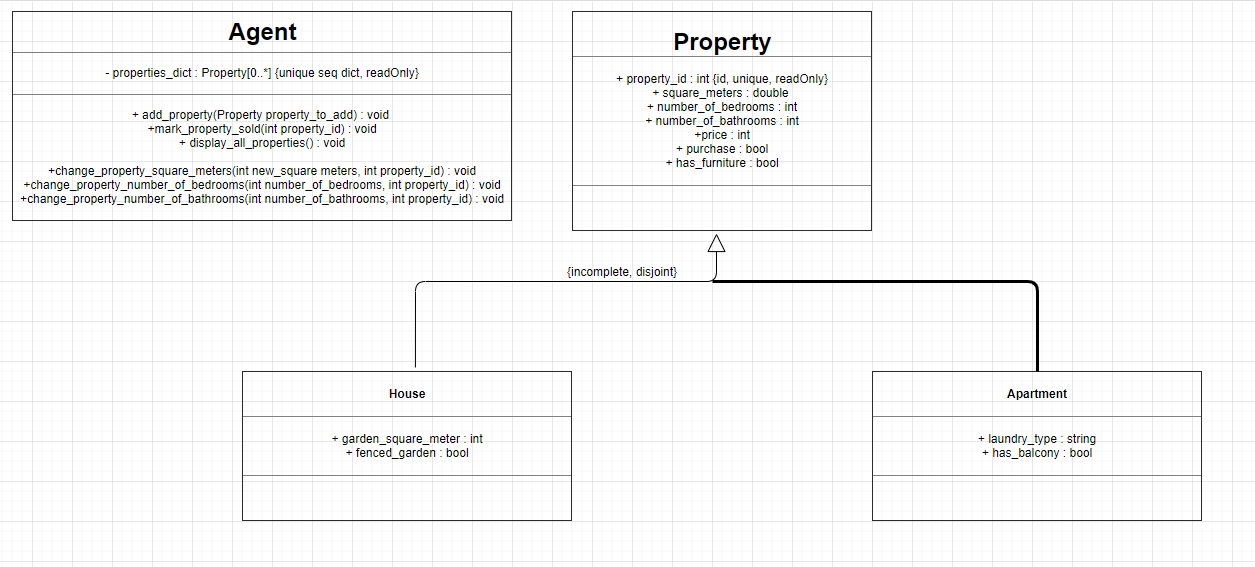 Agent
- properties_dict : Property[0..*] {unique seq dict, readOnly}
+ add_property(Property property_to_add) : void
+mark_property_sold(int property_id) : void
+ display_all_properties() : void
+change_property_square_meters(int new_square meters, int property_id) : void
+change_property_number_of_bedrooms(int number_of_bedrooms, int property_id) : void
+change_property_number_of_bathrooms(int number_of_bathrooms, int property_id) : void
Property
+ property_id : int {id, unique, readOnly}
+ square_meters : double
+ number_of_bedrooms : int
+ number_of_bathrooms : int
+price : int
+ purchase : bool
+ has_furniture : bool
{incomplete, disjoint}
House
+ garden_square_meter : int
+ fenced_garden : bool
Apartment
+ laundry_type : string
+ has_balcony : bool